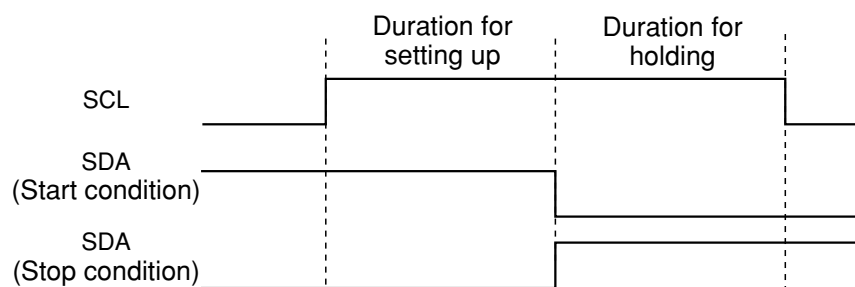 Duration for
setting up
Duration for
holding
SCL
SDA
(Start condition)
SDA
(Stop condition)